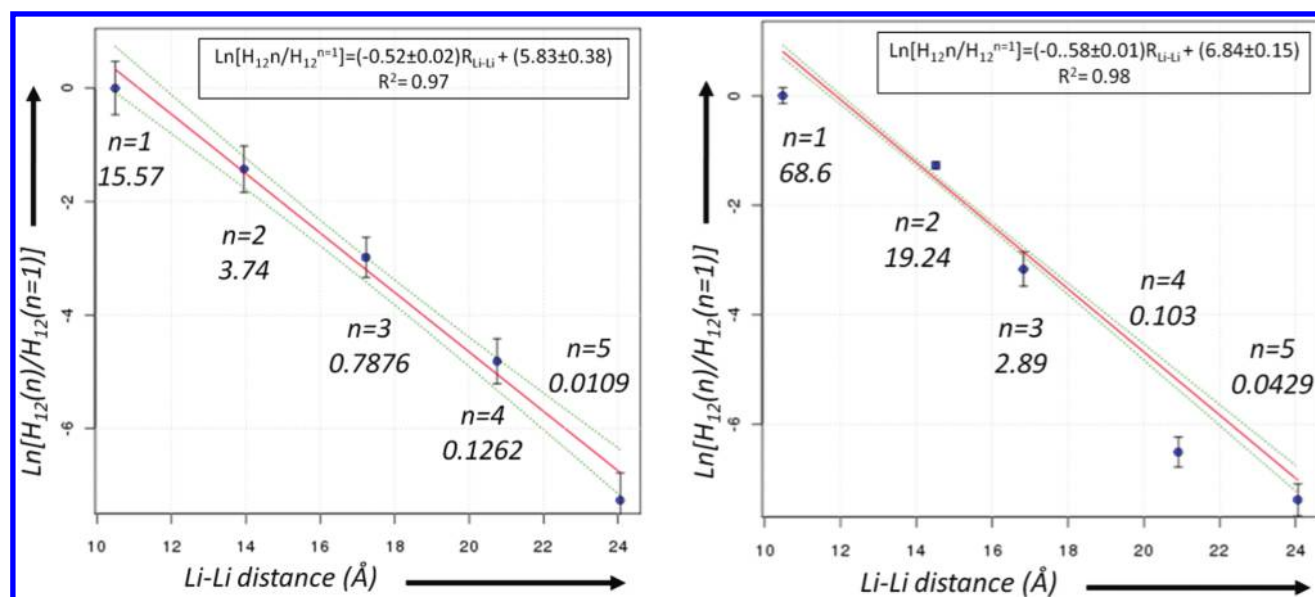 Ln[H12n/H12^n=1]=(-0.52±0.02)RLi-Li + (5.83±0.38)
R²= 0.97
Ln[H12(n)/H12(n=1)]
0
-2
-4
-6
n=1
15.57
n=2
3.74
n=3
0.7876
n=4
0.1262
n=5
0.0109
10 12 14 16 18 20 22 24
Li-Li distance (Å)
Ln[H12n/H12^n=1]=(-0..58±0.01)RLi-Li + (6.84±0.15)
R²= 0.98
Ln[H12(n)/H12(n=1)]
0
-2
-4
-6
n=1
68.6
n=2
19.24
n=3
2.89
n=4
0.103
n=5
0.0429
10 12 14 16 18 20 22 24
Li-Li distance (Å)